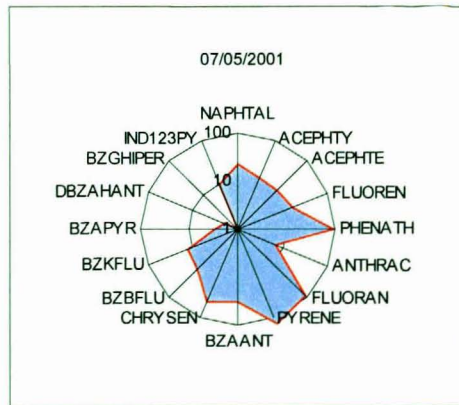 07/05/2001
NAPHTAL
100
IND123PY
ACEPHTY
BZGHIPER
ACEPHTE
10
DBZAHANT
FLUOREN
BZAPYR
1
PHENATH
BZKFLU
ANTHRAC
BZBFLU
FLUORAN
CHRYSEN
PYRENE
BZAANT